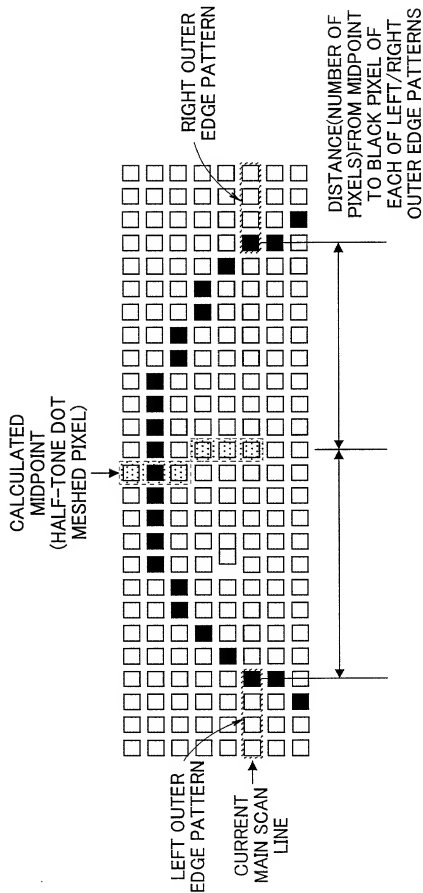 CALCULATED
MIDPOINT
(HALF-TONE DOT
MESHED PIXEL)
RIGHT OUTER
EDGE PATTERN
LEFT OUTER
EDGE PATTERN
CURRENT
MAIN SCAN
LINE
DISTANCE(NUMBER OF
PIXELS)FROM MIDPOINT
TO BLACK PIXEL OF
EACH OF LEFT/RIGHT
OUTER EDGE PATTERNS